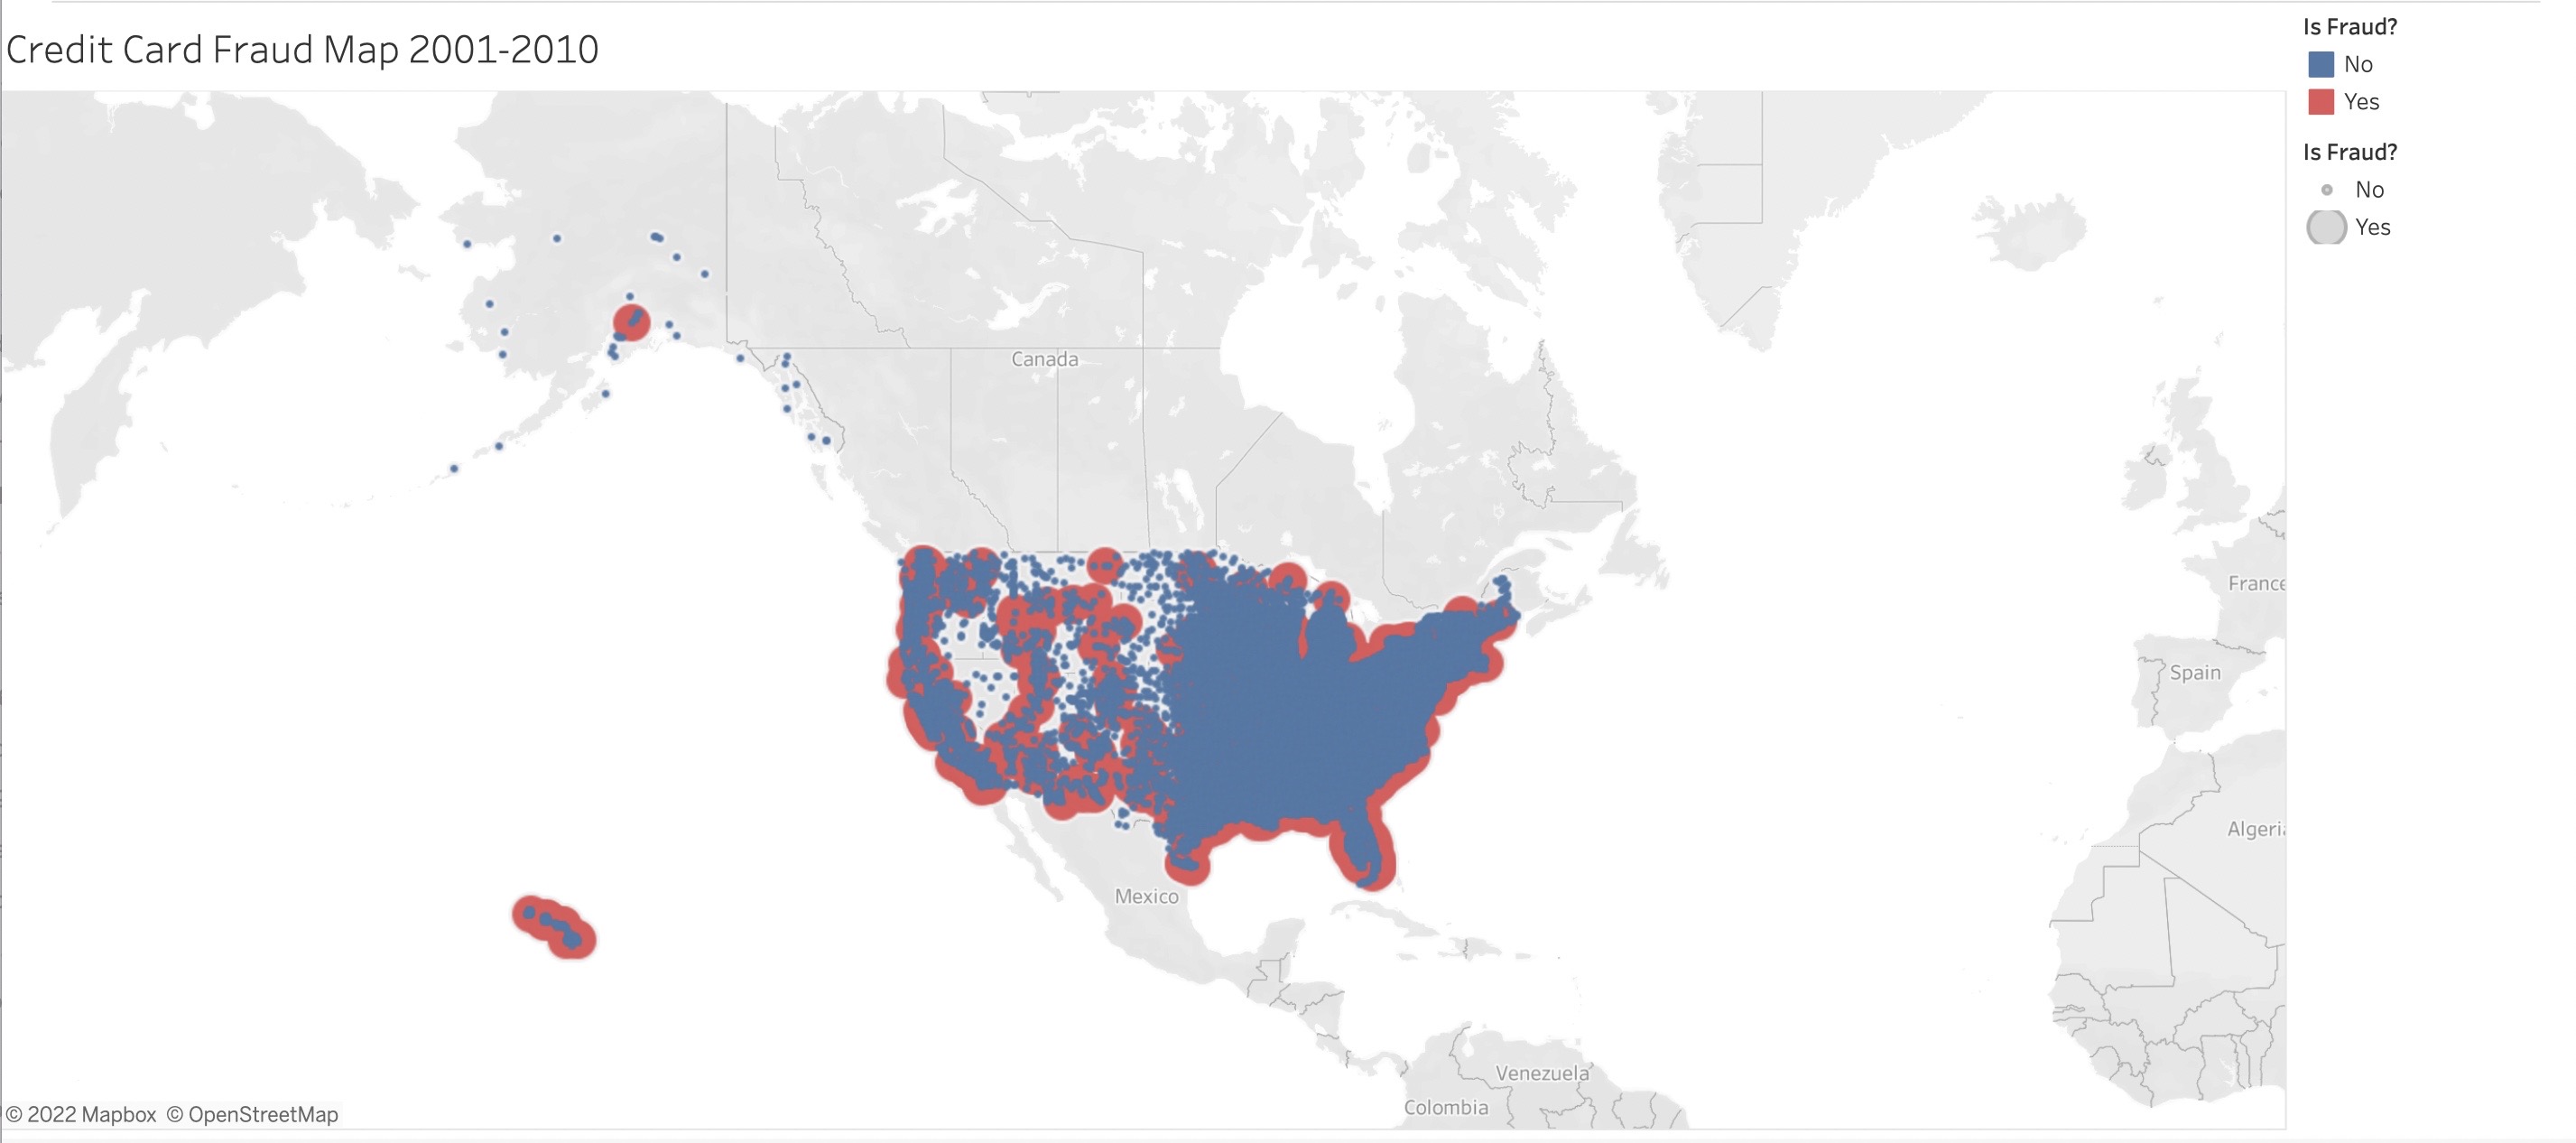 Credit Card Fraud Map 2001-2010
Is Fraud?
No
Yes
Is Fraud?
No
Yes
Canada
France
Spain
Algeri
Mexico
Venezuela
Colombia
© 2022 Mapbox © OpenStreetMap